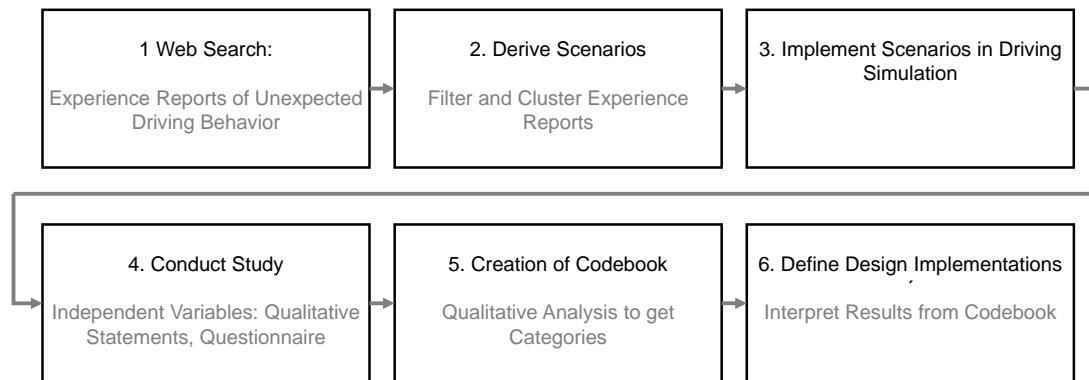 1 Web Search:
Experience Reports of Unexpected
Driving Behavior
2. Derive Scenarios
Filter and Cluster Experience
Reports
3. Implement Scenarios in Driving
Simulation
4. Conduct Study
Independent Variables: Qualitative
Statements, Questionnaire
5. Creation of Codebook
Qualitative Analysis to get
Categories
6. Define Design Implementations
´
Interpret Results from Codebook